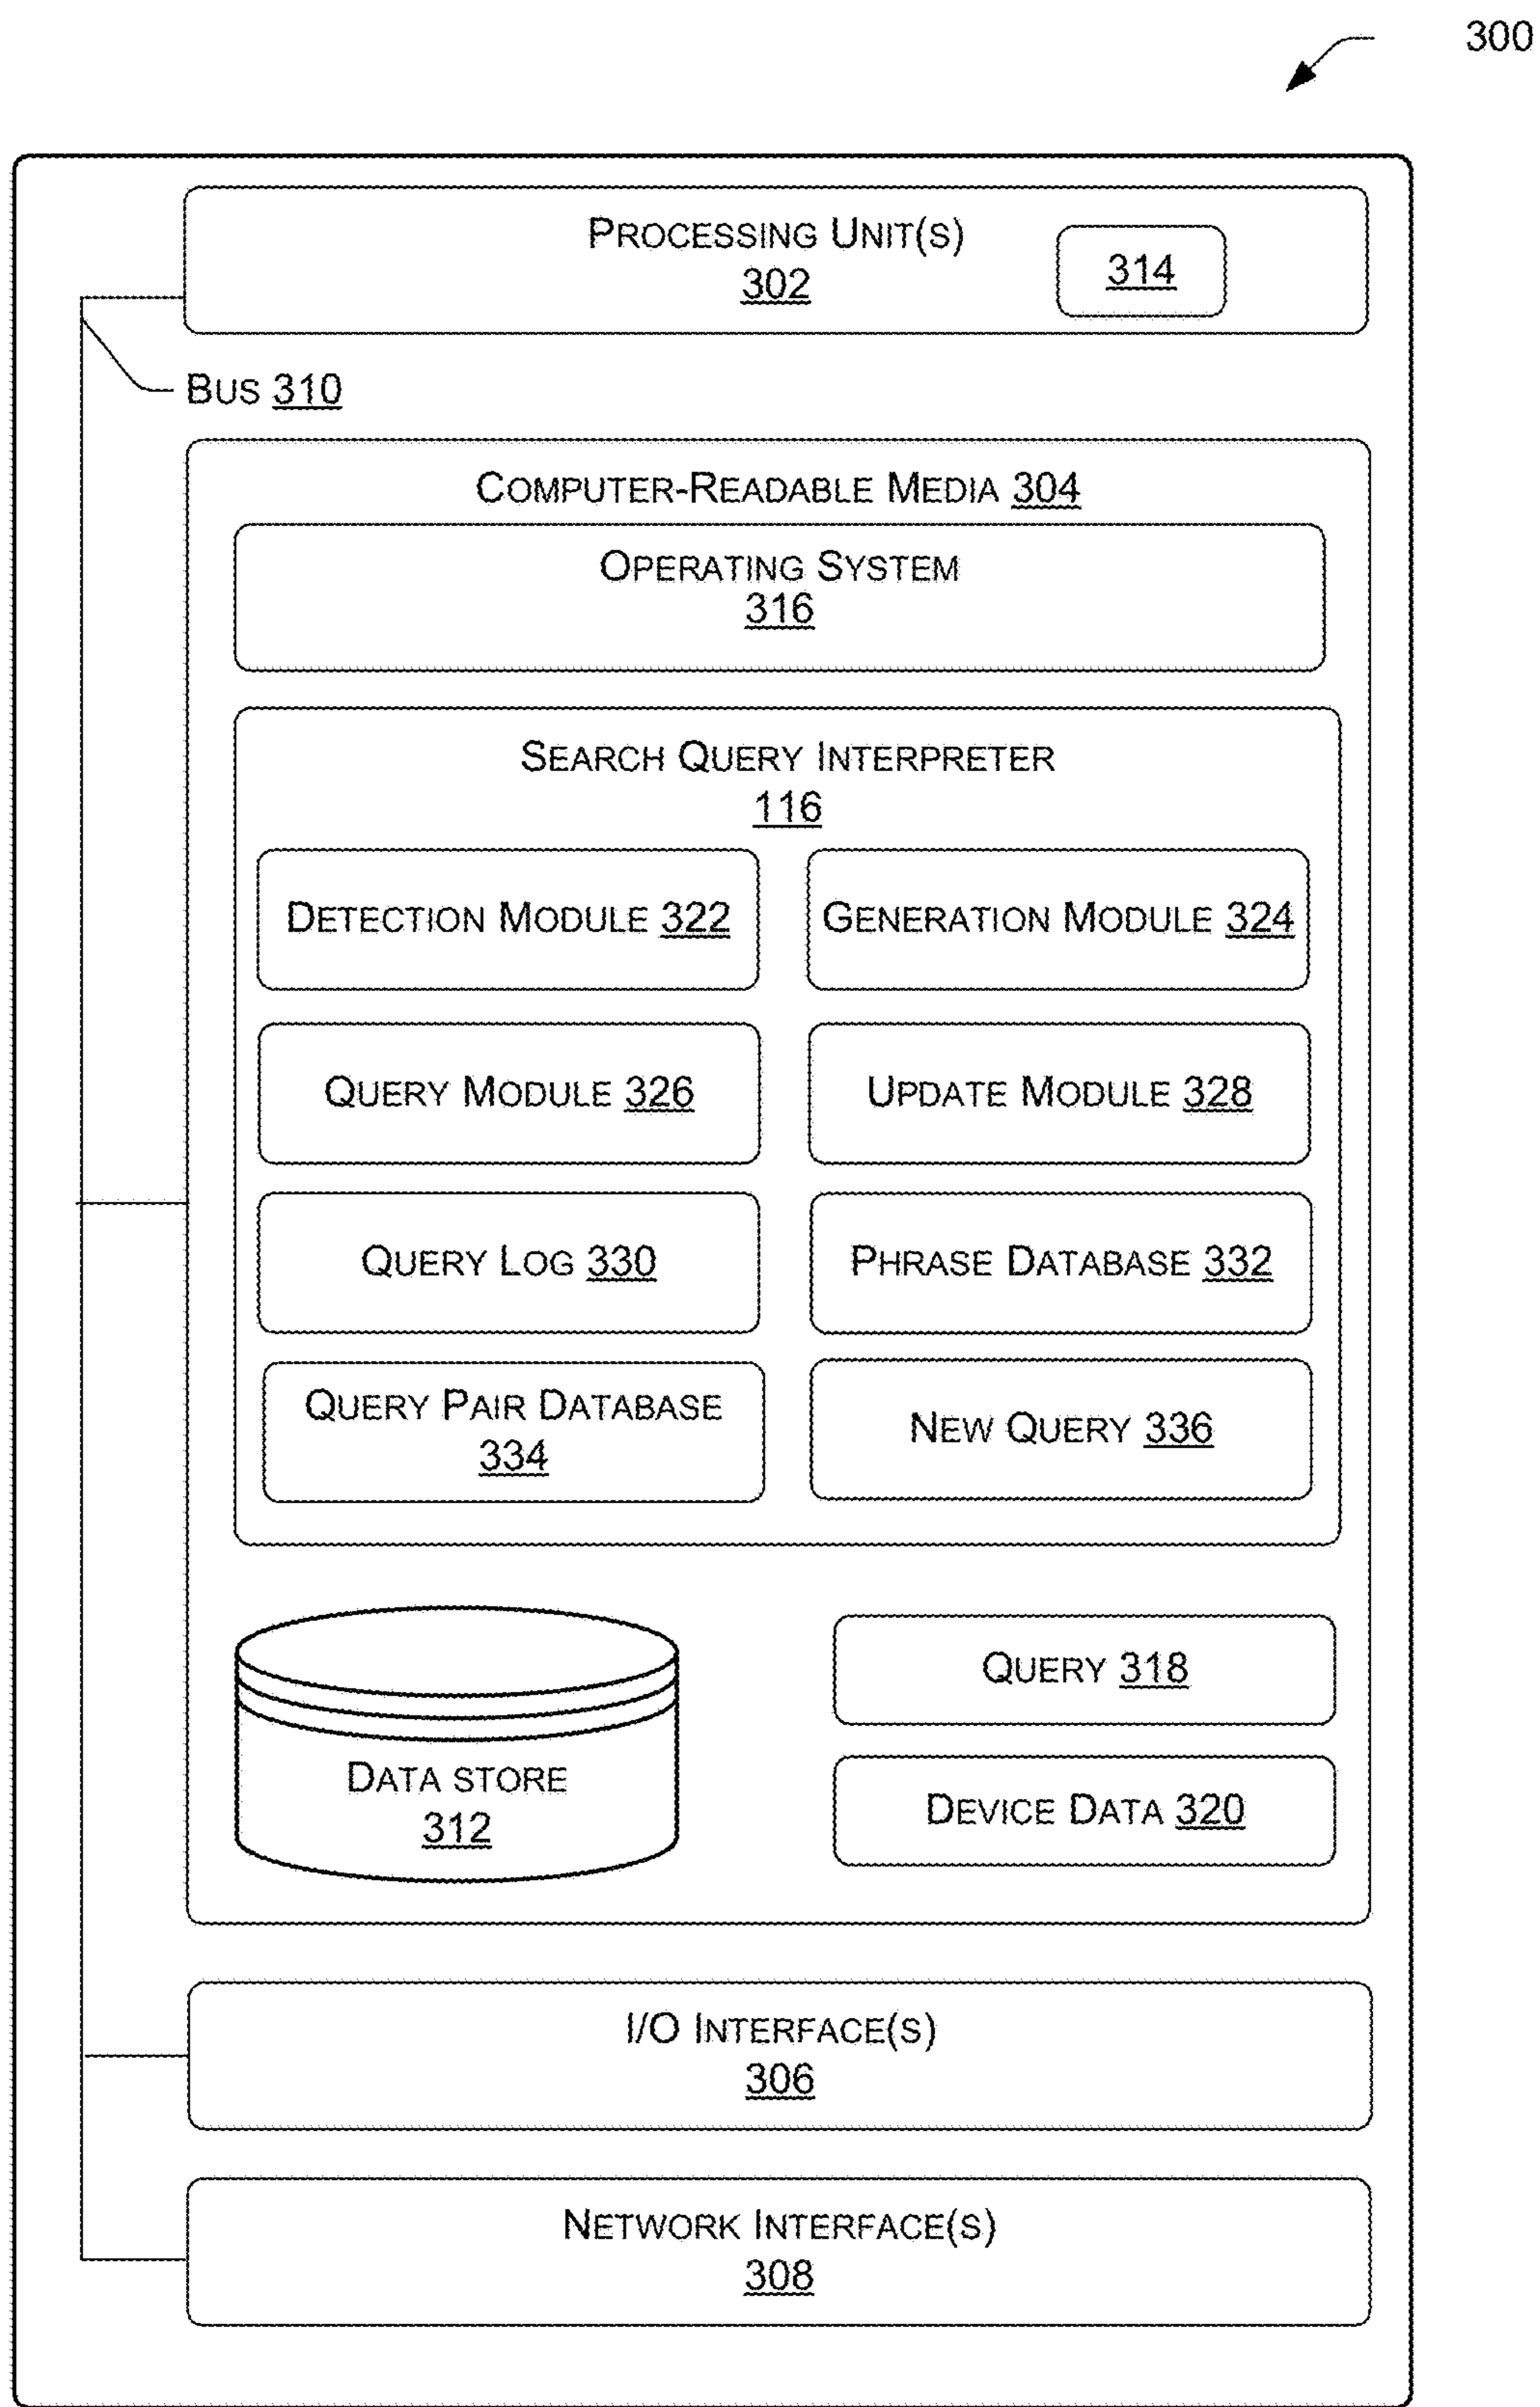 300
PROCESSING UNIT(S)
302
314
BUS 310
COMPUTER-READABLE MEDIA 304
OPERATING SYSTEM
316
SEARCH QUERY INTERPRETER
116
DETECTION MODULE 322
GENERATION MODULE 324
QUERY MODULE 326
UPDATE MODULE 328
QUERY LOG 330
PHRASE DATABASE 332
QUERY PAIR DATABASE
334
NEW QUERY 336
DATA STORE
312
QUERY 318
DEVICE DATA 320
I/O INTERFACE(S)
306
NETWORK INTERFACE(S)
308